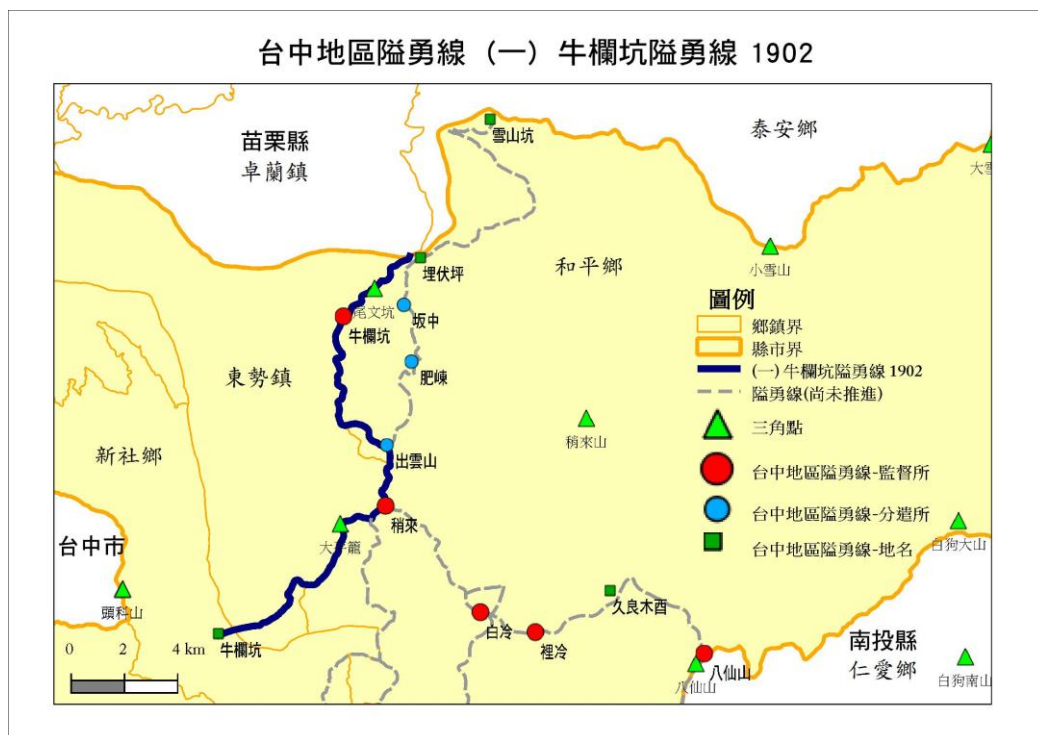 台中地區隘勇線 (一) 牛欄坑隘勇線 1902
苗栗縣
卓蘭鎮
雪山坑
泰安鄉
大雪
埋伏坪
和平鄉
小雪山
尾文坑
坂中
牛欄坑
肥崠
東勢鎮
稍來山
出雲山
新社鄉
稍來
台中市
頭科山
白狗大山
久良木酉
白冷
裡冷
牛欄坑
八仙山
八仙山
南投縣
仁愛鄉
白狗南山
0 2 4 km
圖例
鄉鎮界
縣市界
(一)牛欄坑隘勇線 1902
隘勇線(尚未推進)
三角點
台中地區隘勇線-監督所
台中地區隘勇線-分遣所
台中地區隘勇線-地名